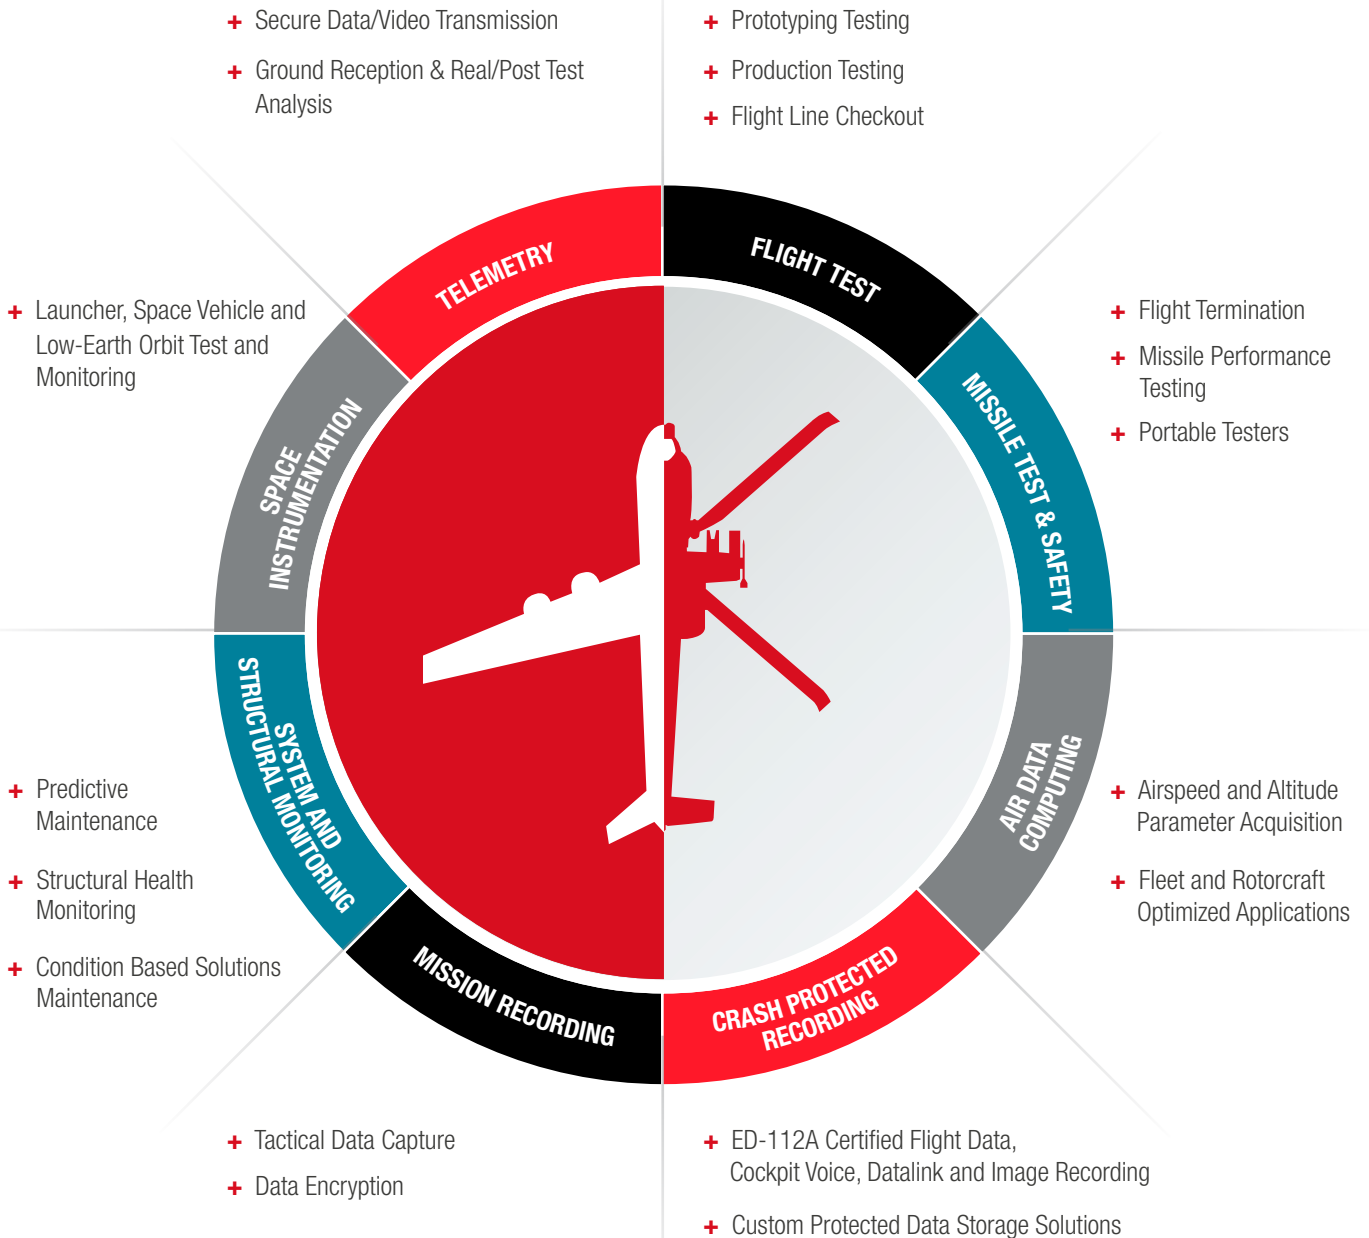 + Secure Data/Video Transmission
+ Ground Reception & Real/Post Test
Analysis
+ Prototyping Testing
+ Production Testing
+ Flight Line Checkout
TELEMETRY
FLIGHT TEST
+ Launcher, Space Vehicle and
Low-Earth Orbit Test and
Monitoring
SPACE
INSTRUMENTATION
MISSILE TEST & SAFETY
+ Flight Termination
+ Missile Performance
Testing
+ Portable Testers
+ Predictive
Maintenance
+ Structural Health
Monitoring
+ Condition Based Solutions
Maintenance
SYSTEM AND
STRUCTURAL MONITORING
AIR DATA
COMPUTING
+ Airspeed and Altitude
Parameter Acquisition
+ Fleet and Rotorcraft
Optimized Applications
MISSION RECORDING
CRASH PROTECTED
RECORDING
+ Tactical Data Capture
+ Data Encryption
+ ED-112A Certified Flight Data,
Cockpit Voice, Datalink and Image Recording
+ Custom Protected Data Storage Solutions